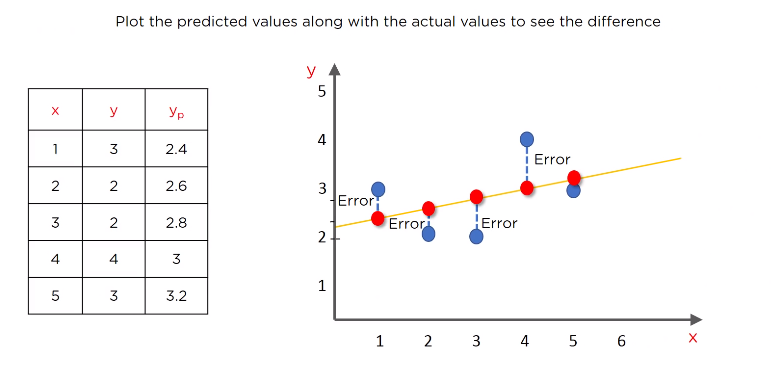 Plot the predicted values along with the actual values to see the difference
x y yp
1 3 2.4
2 2 2.6
3 2 2.8
4 4 3
5 3 3.2
y
5
4
Error
3
Error
Error Error
2
1
1 2 3 4 5 6 x